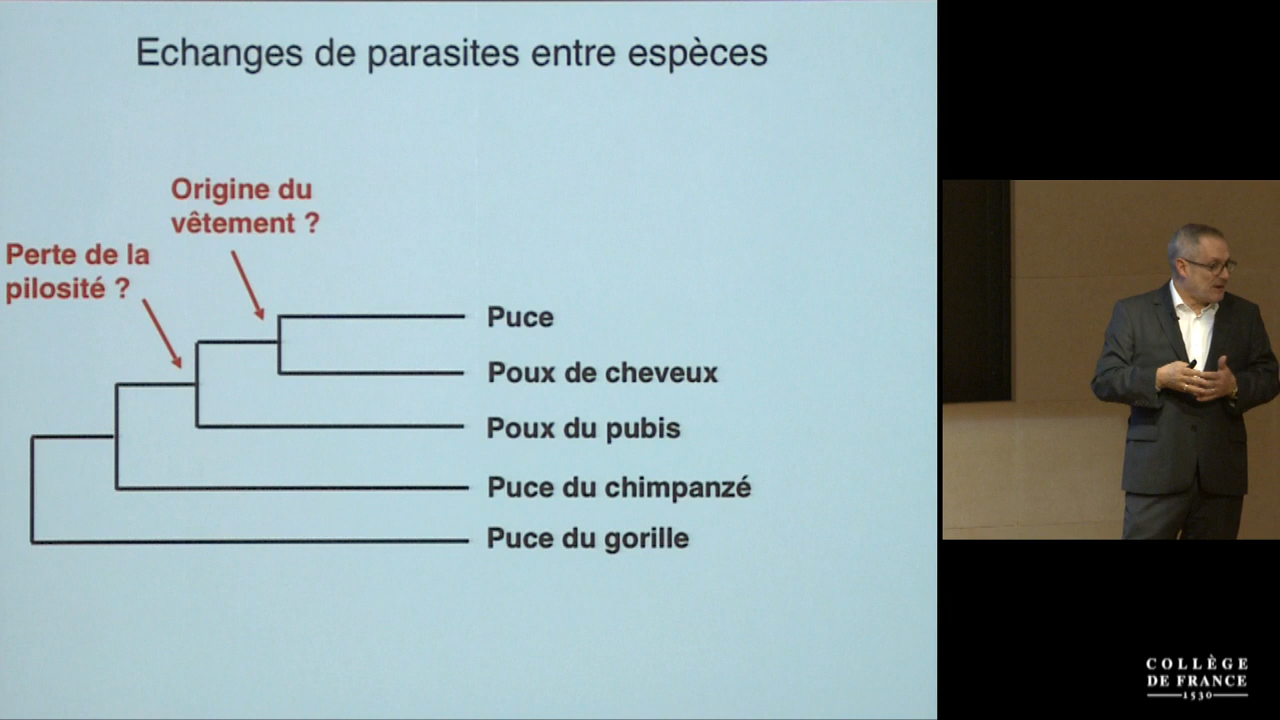 Echanges de parasites entre espèces
Origine du
vêtement ?
Perte de la
pilosité ?
Puce
Poux de cheveux
Poux du pubis
Puce du chimpanzé
Puce du gorille
COLLÈGE
DE FRANCE
1530